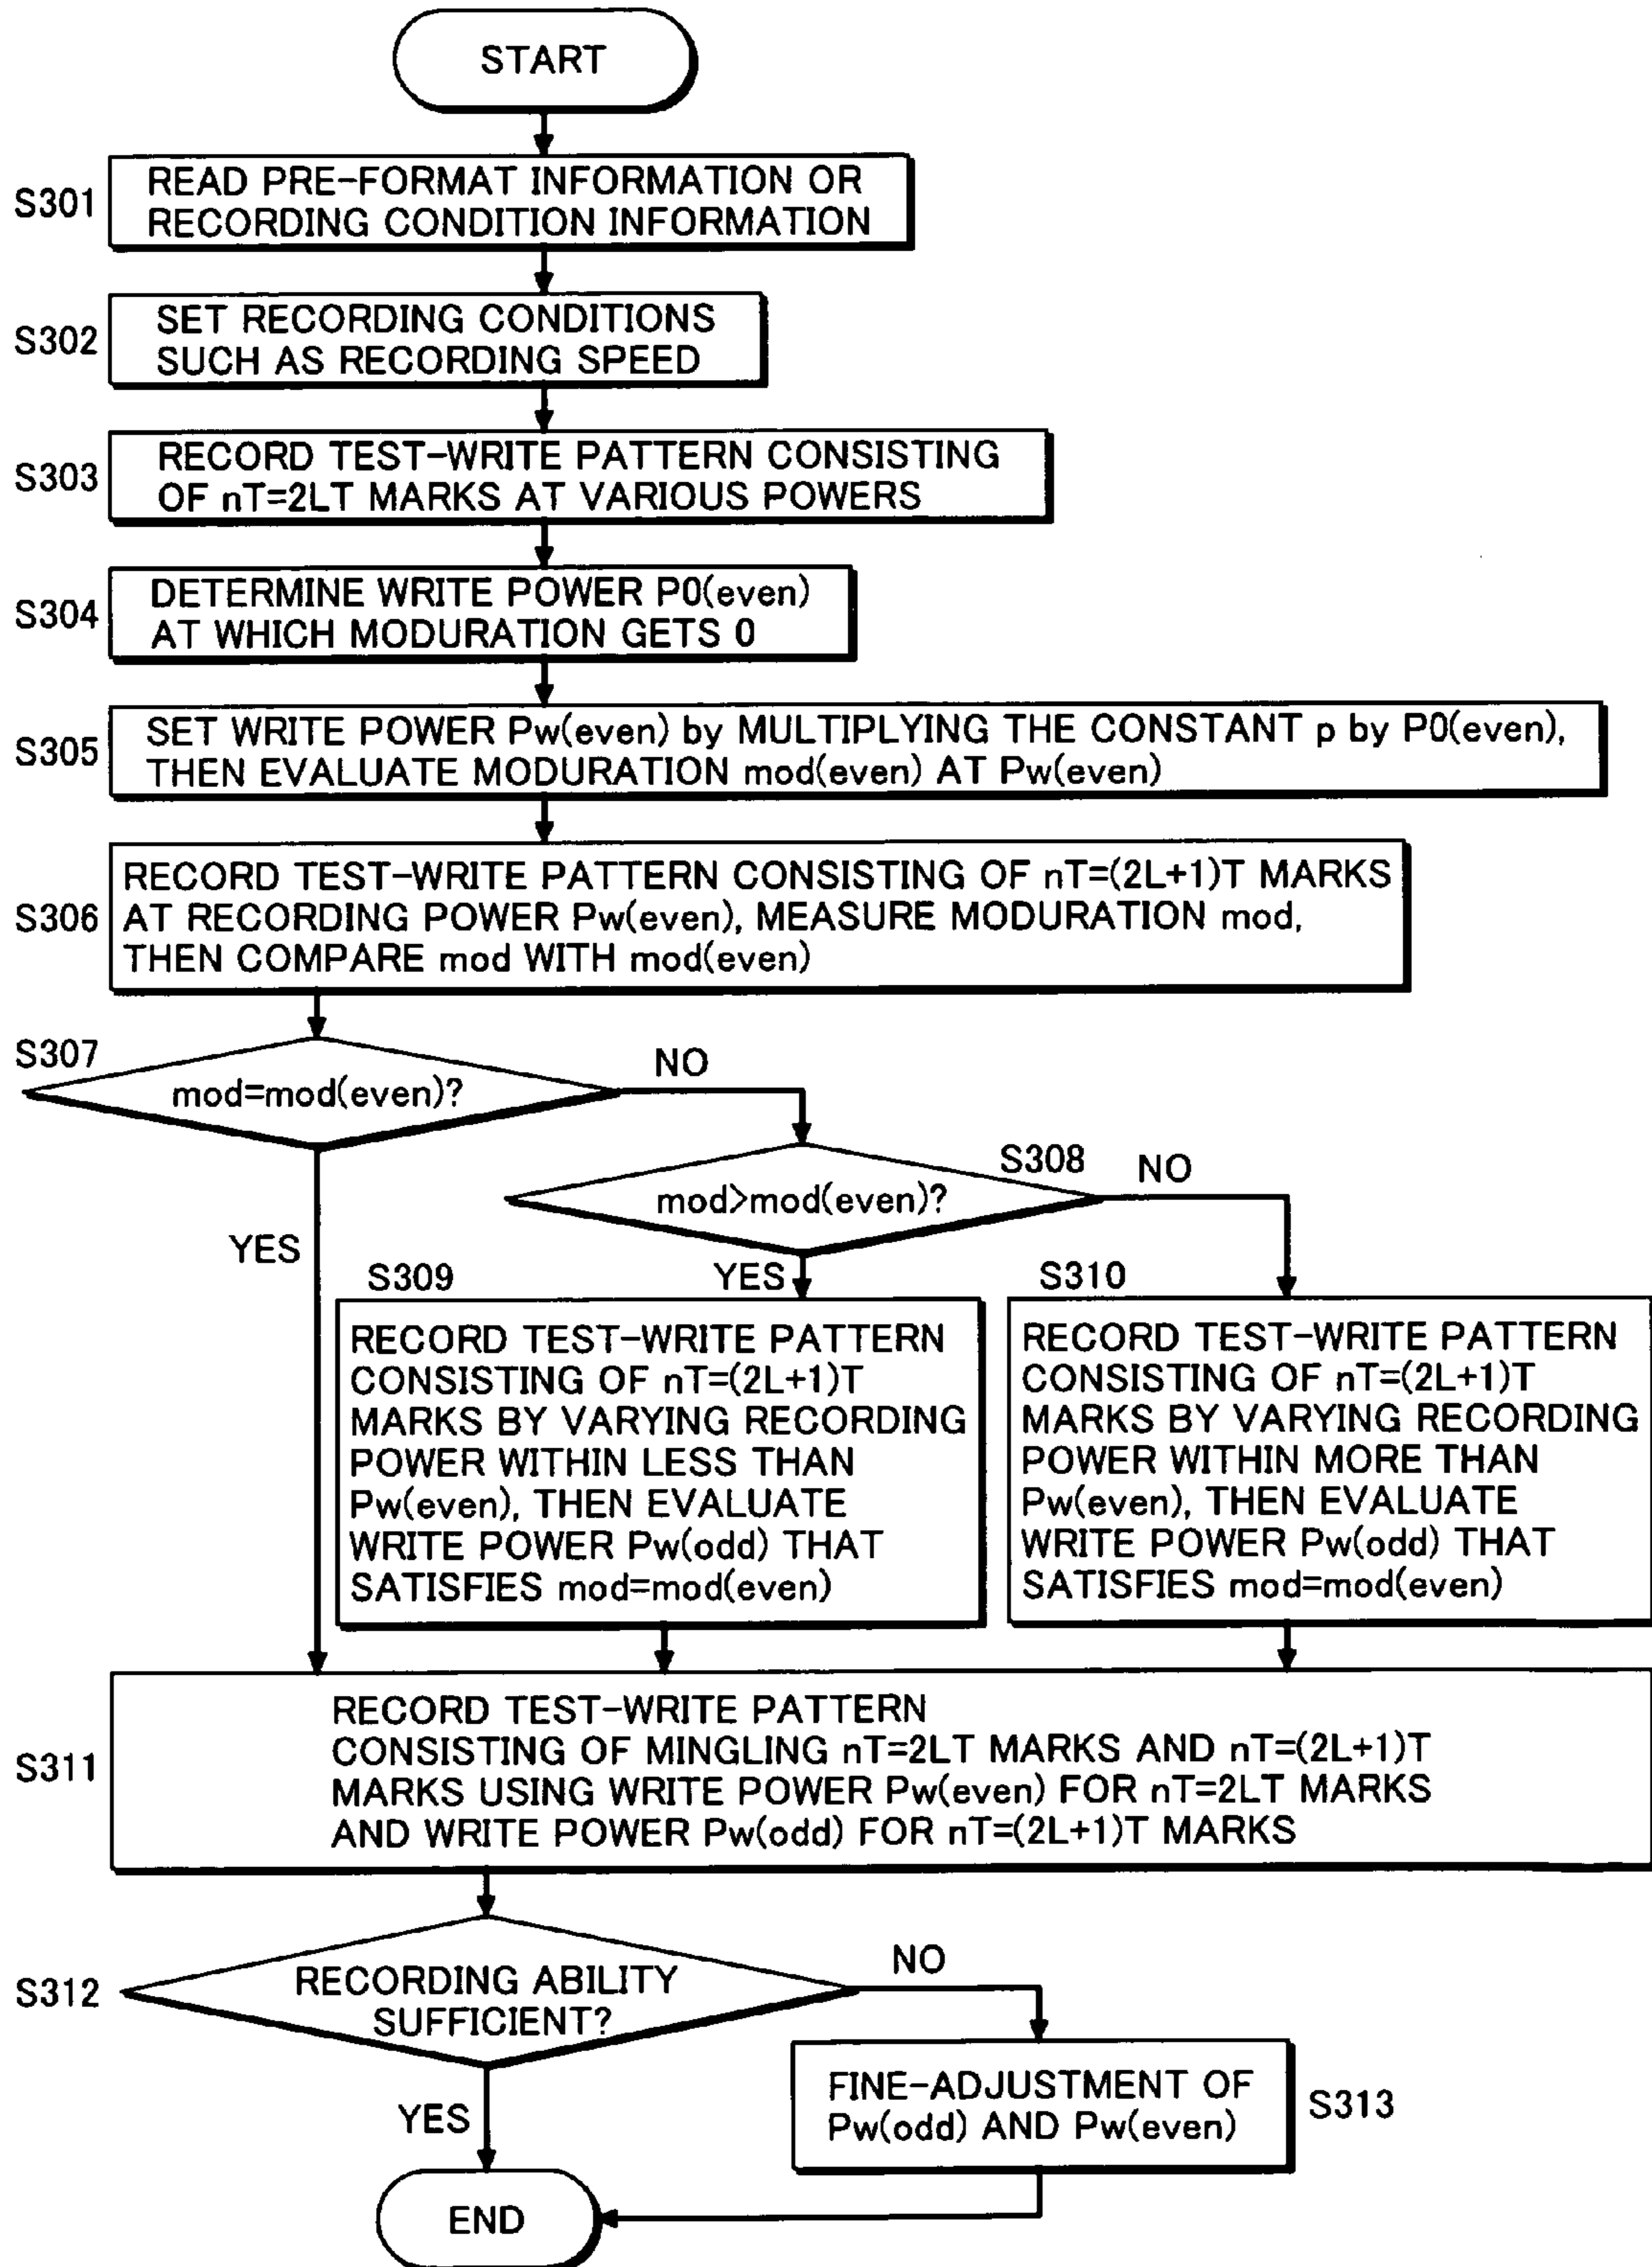 START
S301
READ PRE-FORMAT INFORMATION OR
RECORDING CONDITION INFORMATION
S302
SET RECORDING CONDITIONS
SUCH AS RECORDING SPEED
S303
RECORD TEST-WRITE PATTERN CONSISTING
OF nT=2LT MARKS AT VARIOUS POWERS
S304
DETERMINE WRITE POWER P0(even)
AT WHICH MODURATION GETS 0
S305
SET WRITE POWER Pw(even) by MULTIPLYING THE CONSTANT p by P0(even),
THEN EVALUATE MODURATION mod(even) AT Pw(even)
S306
RECORD TEST-WRITE PATTERN CONSISTING OF nT=(2L+1)T MARKS
AT RECORDING POWER Pw(even), MEASURE MODURATION mod,
THEN COMPARE mod WITH mod(even)
S307
mod=mod(even)?
NO
YES
S308
mod>mod(even)?
NO
YES
S309
RECORD TEST-WRITE PATTERN
CONSISTING OF nT=(2L+1)T
MARKS BY VARYING RECORDING
POWER WITHIN LESS THAN
Pw(even), THEN EVALUATE
WRITE POWER Pw(odd) THAT
SATISFIES mod=mod(even)
S310
RECORD TEST-WRITE PATTERN
CONSISTING OF nT=(2L+1)T
MARKS BY VARYING RECORDING
POWER WITHIN MORE THAN
Pw(even), THEN EVALUATE
WRITE POWER Pw(odd) THAT
SATISFIES mod=mod(even)
S311
RECORD TEST-WRITE PATTERN
CONSISTING OF MINGLING nT=2LT MARKS AND nT=(2L+1)T
MARKS USING WRITE POWER Pw(even) FOR nT=2LT MARKS
AND WRITE POWER Pw(odd) FOR nT=(2L+1)T MARKS
S312
RECORDING ABILITY
SUFFICIENT?
NO
YES
FINE-ADJUSTMENT OF
Pw(odd) AND Pw(even)
S313
END